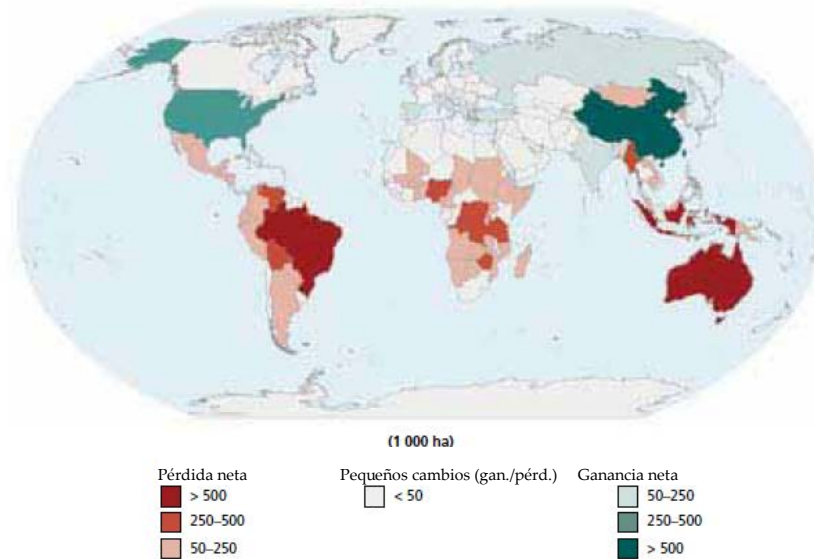 (1 000 ha)
Pérdida neta
Pequeños cambios (gan./pérd.)
Ganancia neta
> 500
< 50
50–250
250–500
250–500
50–250
> 500